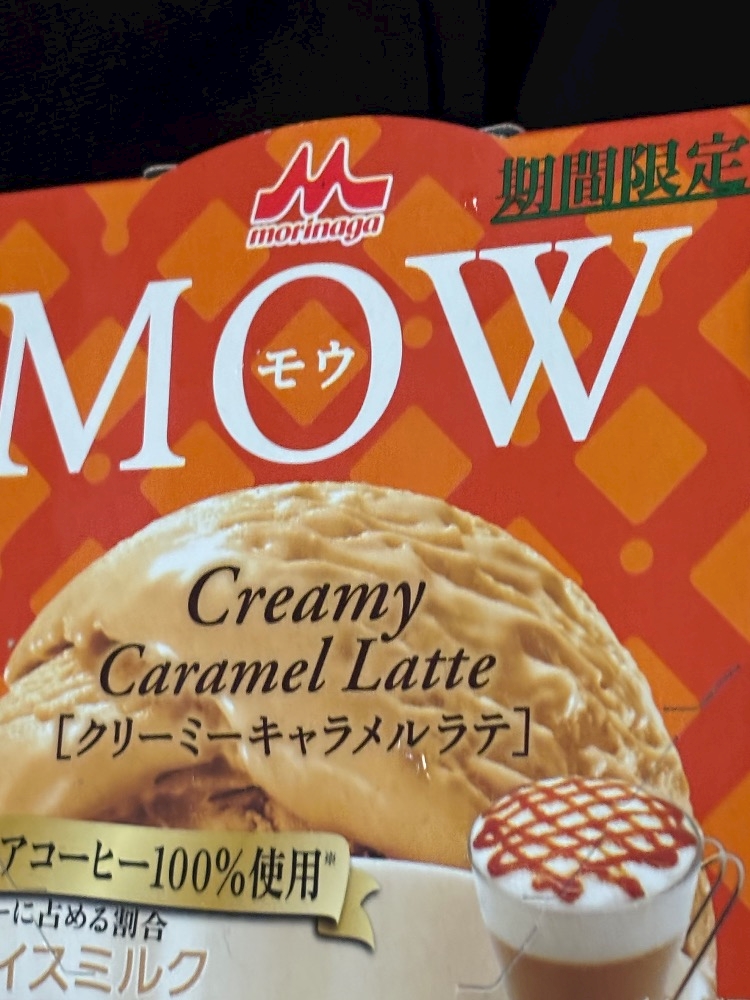 期間限定
morinaga
MOW
モウ
Creamy
Caramel Latte
[クリーミーキャラメルラテ]
アコーヒー100%使用※
ーに占める割合
イスミルク